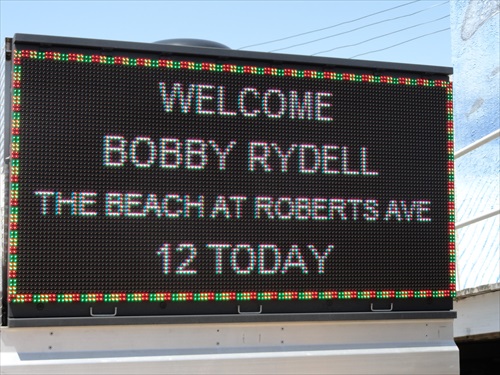 WELCOME
BOBBY RYDELL
THE BEACH AT ROBERTS AVE
12 TODAY